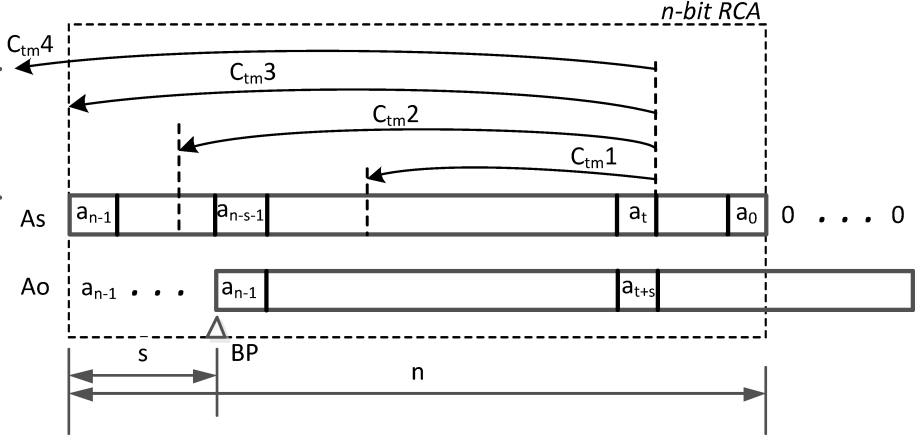 n-bit RCA
Ctm4
Ctm3
Ctm2
Ctm1
As an-1 an-s-1 at a0 0 . . . 0
Ao an-1 . . . an-1 at+s
BP
s
n